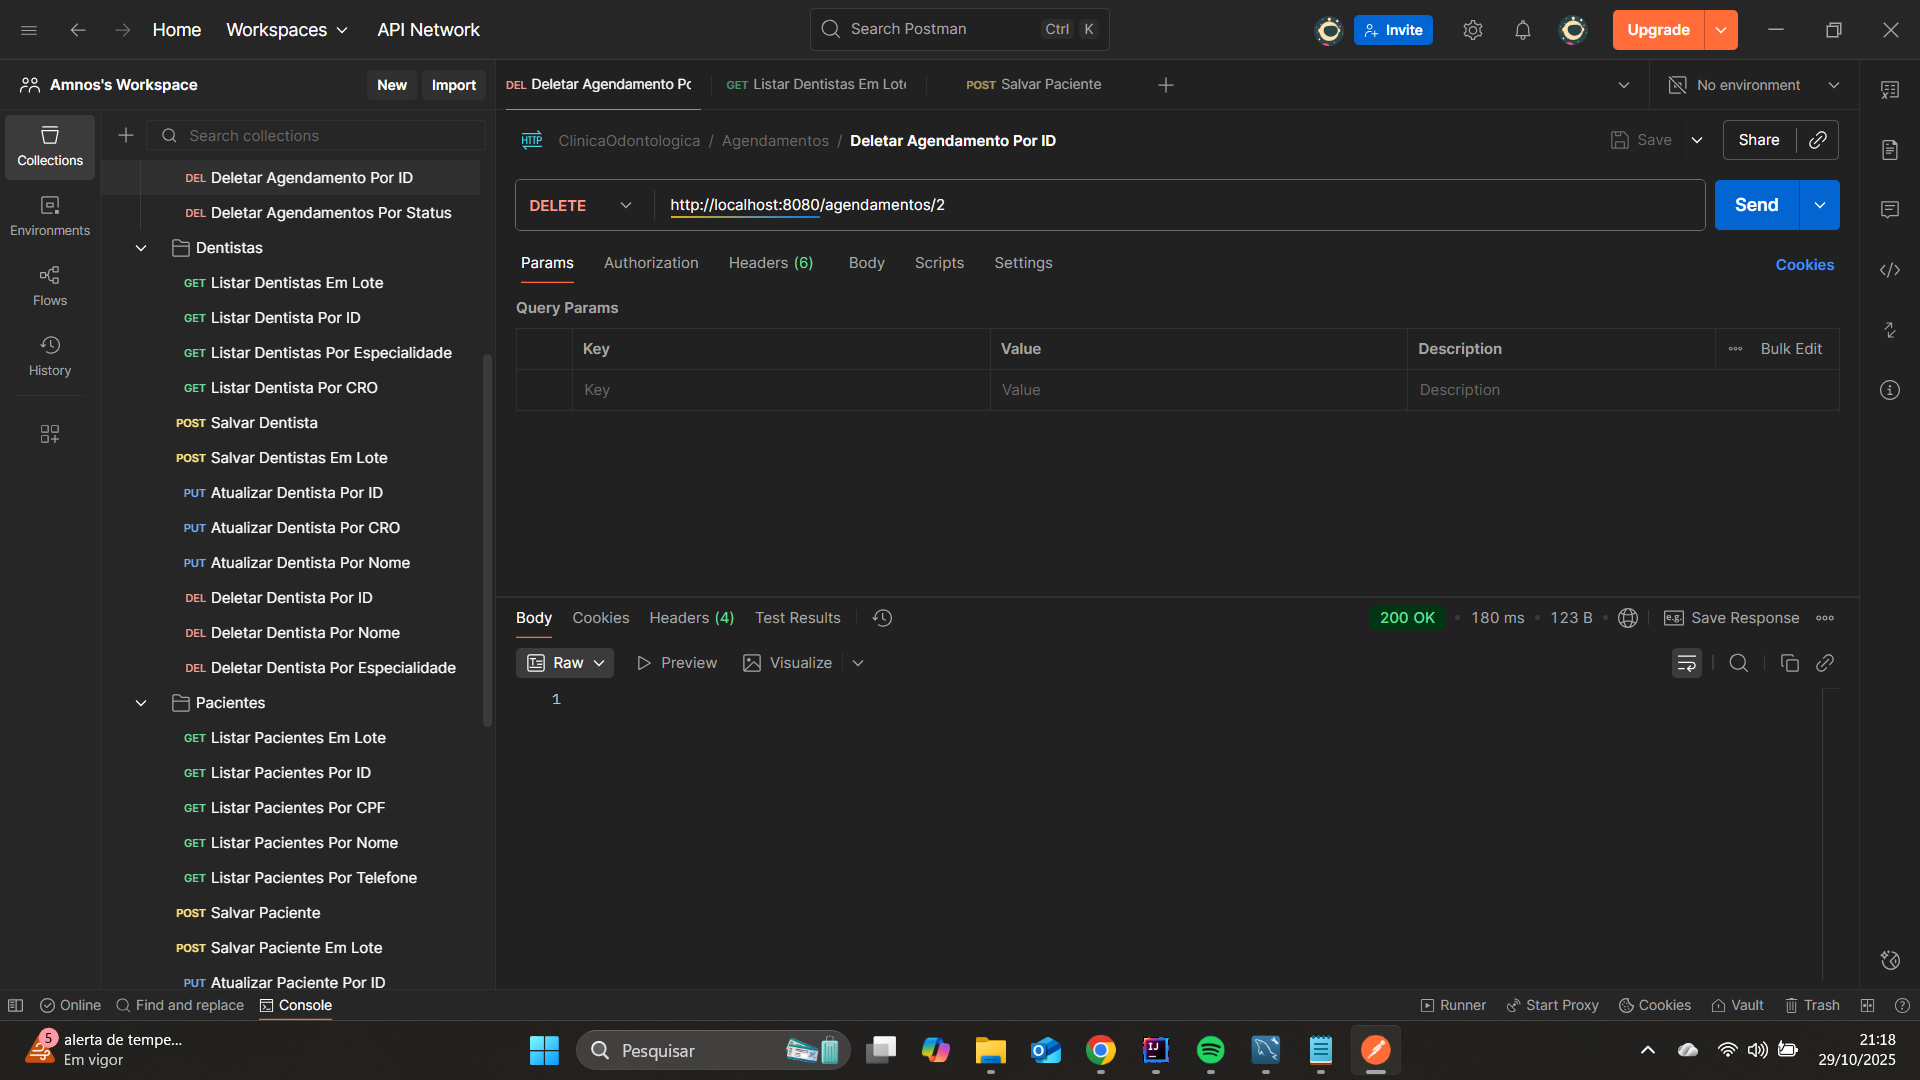 Home
Workspaces
API Network
Search Postman
Ctrl
K
Invite
Upgrade
Amnos's Workspace
New
Import
DEL Deletar Agendamento Pc
GET Listar Dentistas Em Lot
POST Salvar Paciente
No environment
Collections
Environments
Flows
History
Search collections
DEL Deletar Agendamento Por ID
DEL Deletar Agendamentos Por Status
Dentistas
GET Listar Dentistas Em Lote
GET Listar Dentista Por ID
GET Listar Dentistas Por Especialidade
GET Listar Dentista Por CRO
POST Salvar Dentista
POST Salvar Dentistas Em Lote
PUT Atualizar Dentista Por ID
PUT Atualizar Dentista Por CRO
PUT Atualizar Dentista Por Nome
DEL Deletar Dentista Por ID
DEL Deletar Dentista Por Nome
DEL Deletar Dentista Por Especialidade
Pacientes
GET Listar Pacientes Em Lote
GET Listar Pacientes Por ID
GET Listar Pacientes Por CPF
GET Listar Pacientes Por Nome
GET Listar Pacientes Por Telefone
POST Salvar Paciente
POST Salvar Paciente Em Lote
PUT Atualizar Paciente Por ID
HTTP ClinicaOdontologica / Agendamentos / Deletar Agendamento Por ID
Save
Share
DELETE http://localhost:8080/agendamentos/2
Send
Params Authorization Headers (6) Body Scripts Settings
Cookies
Query Params
Key Value Description Bulk Edit
Key Value Description
Body Cookies Headers (4) Test Results
200 OK • 180 ms • 123 B
e.g. Save Response
Raw Preview Visualize
1
Online
Find and replace
Console
Runner
Start Proxy
Cookies
Vault
Trash
5
alerta de tempe...
Em vigor
Pesquisar
IJ
21:18
29/10/2025